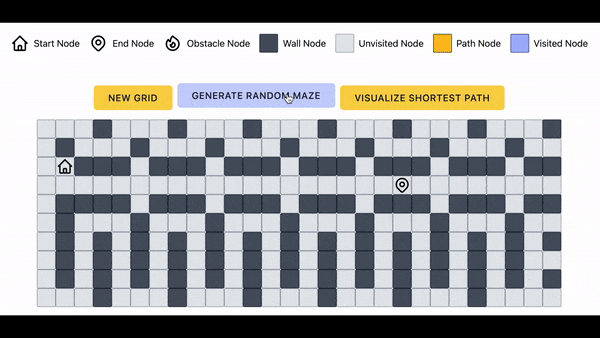 Start Node End Node Obstacle Node Wall Node Unvisited Node Path Node Visited Node
NEW GRID GENERATE RANDOM MAZE VISUALIZE SHORTEST PATH